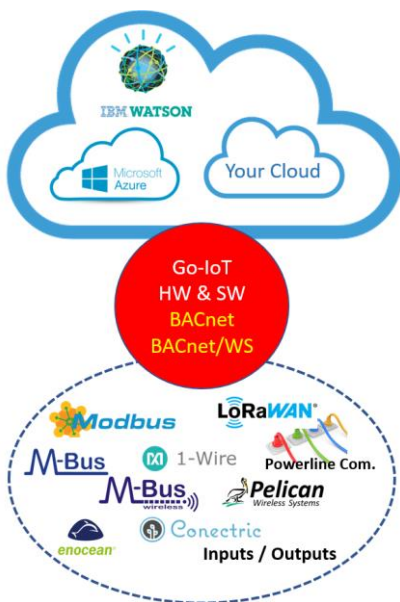 IBM WATSON
Microsoft
Azure
Your Cloud
Go-IoT
HW & SW
BACnet
BACnet/WS
Modbus
LoRaWAN®
M-Bus
1-Wire
Powerline Com.
M-Bus
wireless
Pelican
Wireless Systems
enocean®
Conectric
Inputs / Outputs